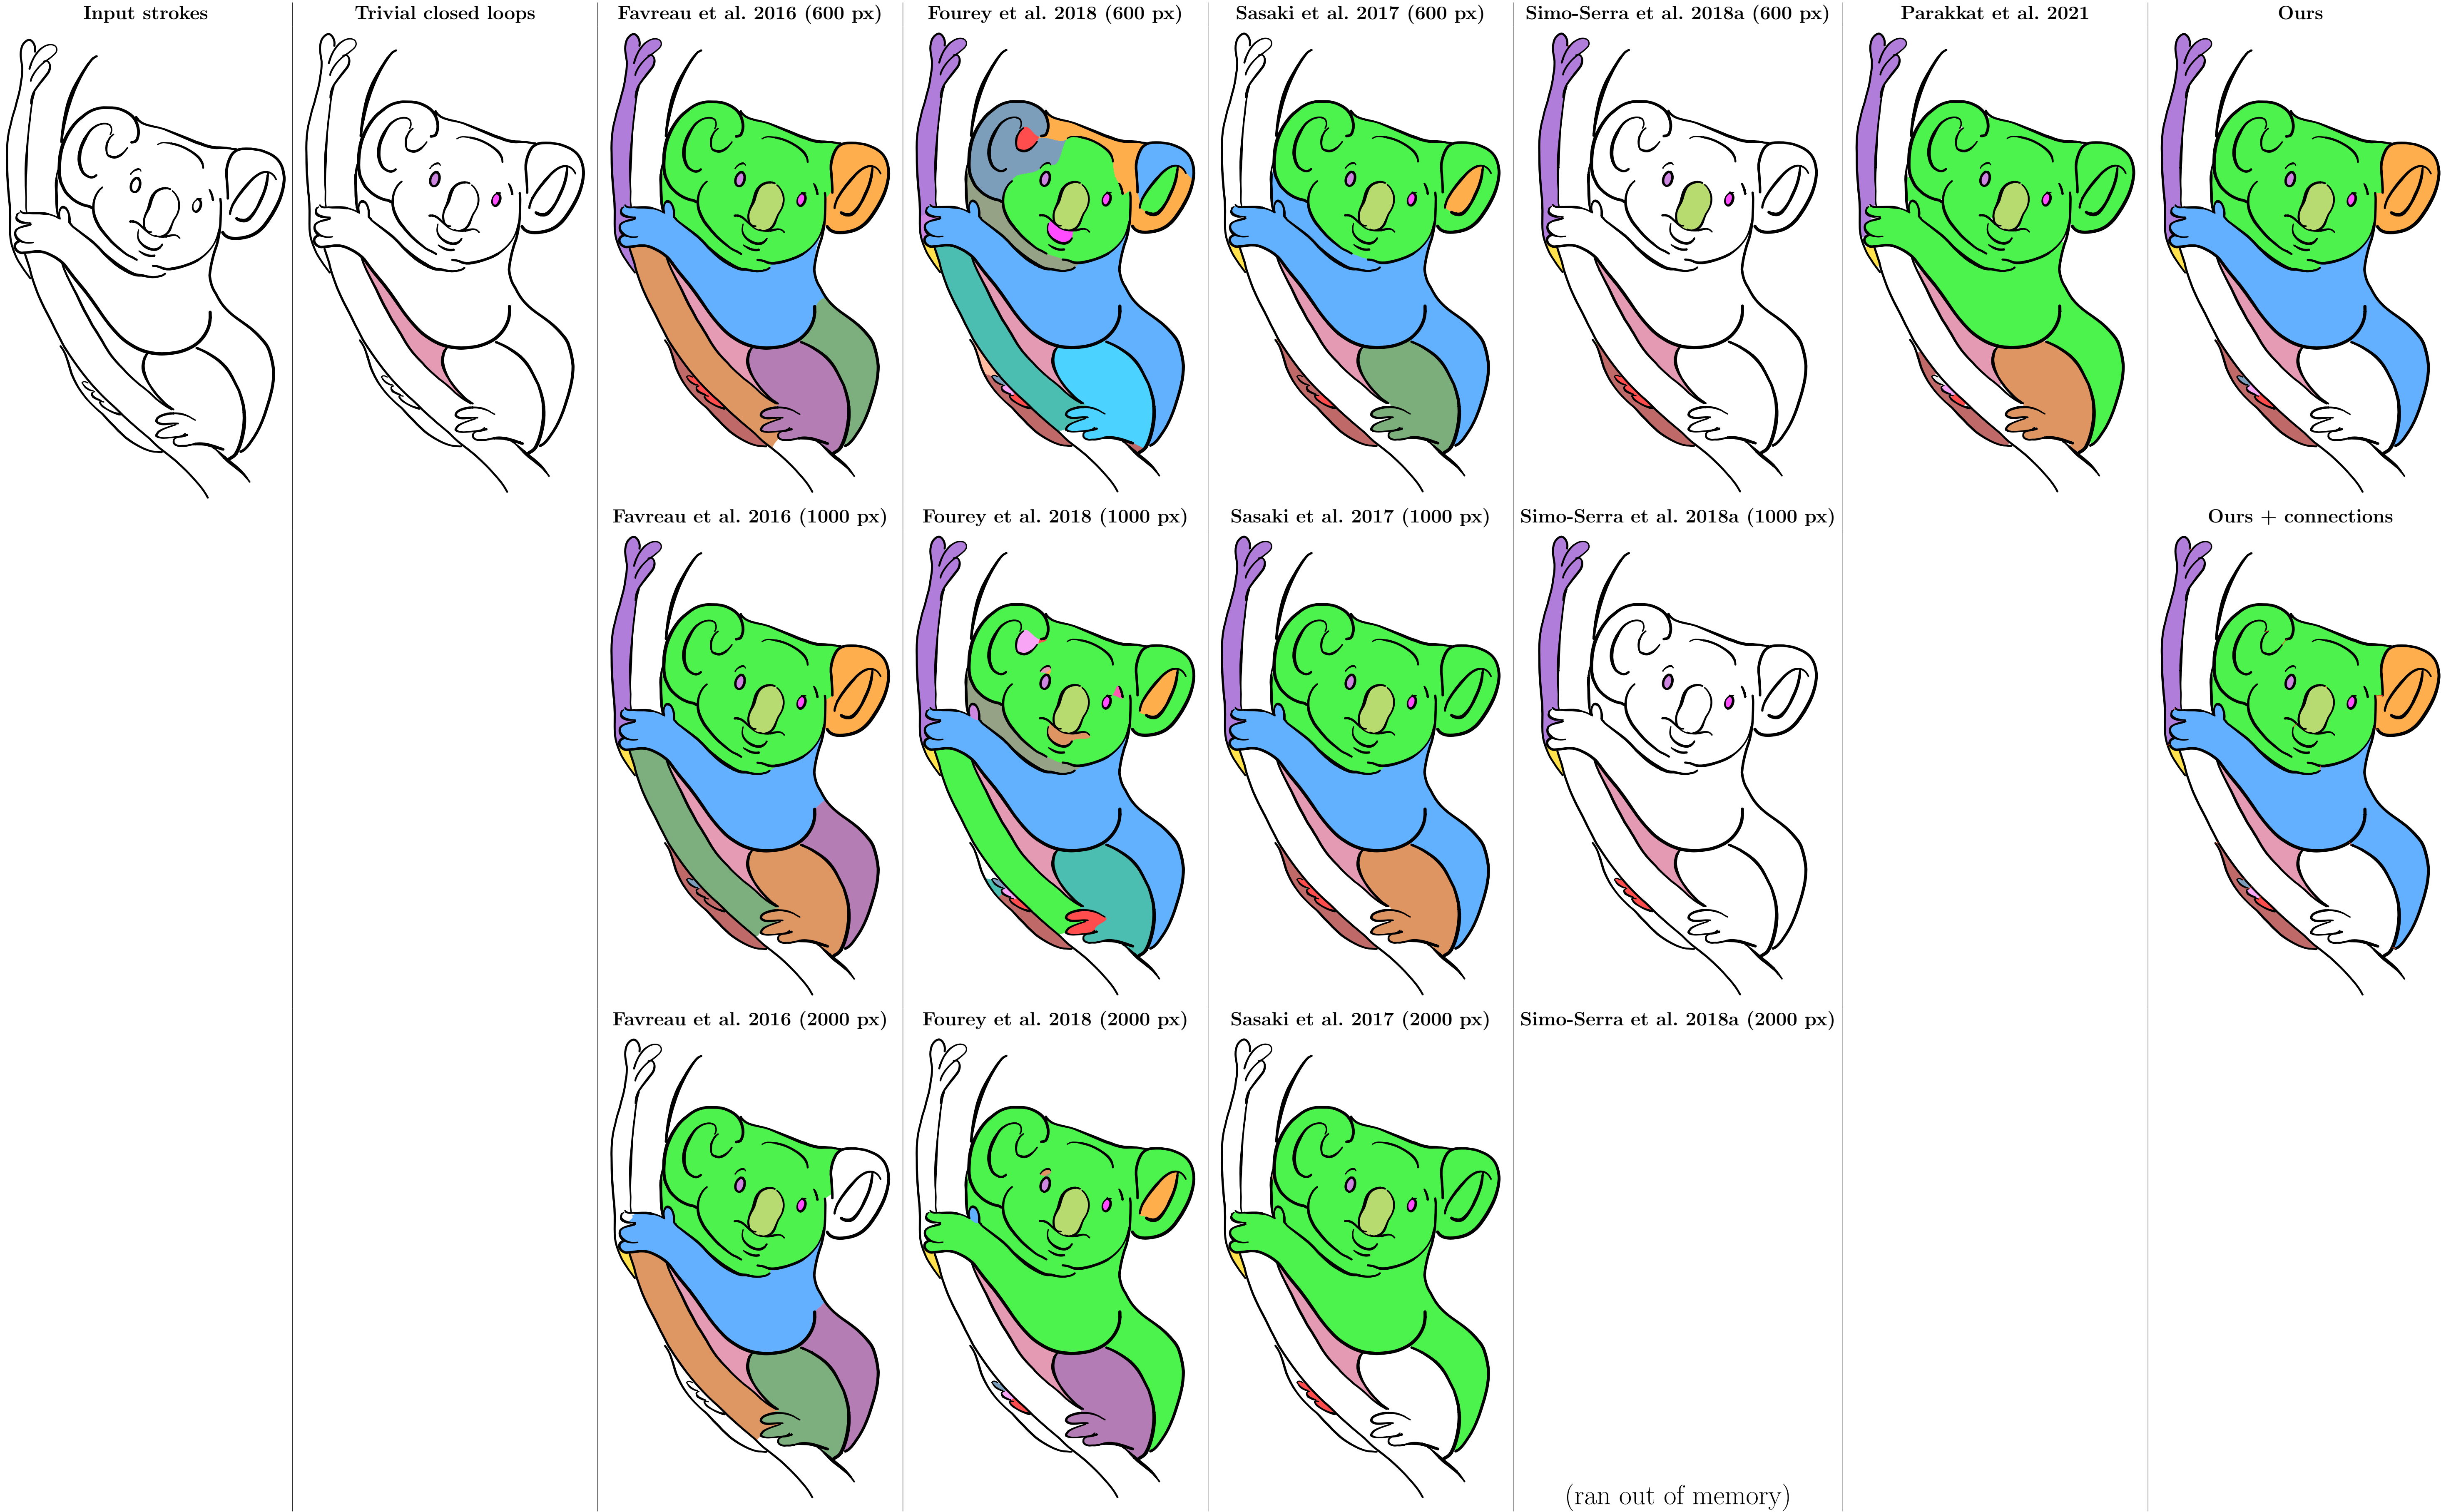 Input strokes
Trivial closed loops
Favreau et al. 2016 (600 px)
Fourey et al. 2018 (600 px)
Sasaki et al. 2017 (600 px)
Simo-Serra et al. 2018a (600 px)
Parakkat et al. 2021
Ours
Favreau et al. 2016 (1000 px)
Fourey et al. 2018 (1000 px)
Sasaki et al. 2017 (1000 px)
Simo-Serra et al. 2018a (1000 px)
Ours + connections
Favreau et al. 2016 (2000 px)
Fourey et al. 2018 (2000 px)
Sasaki et al. 2017 (2000 px)
Simo-Serra et al. 2018a (2000 px)
(ran out of memory)